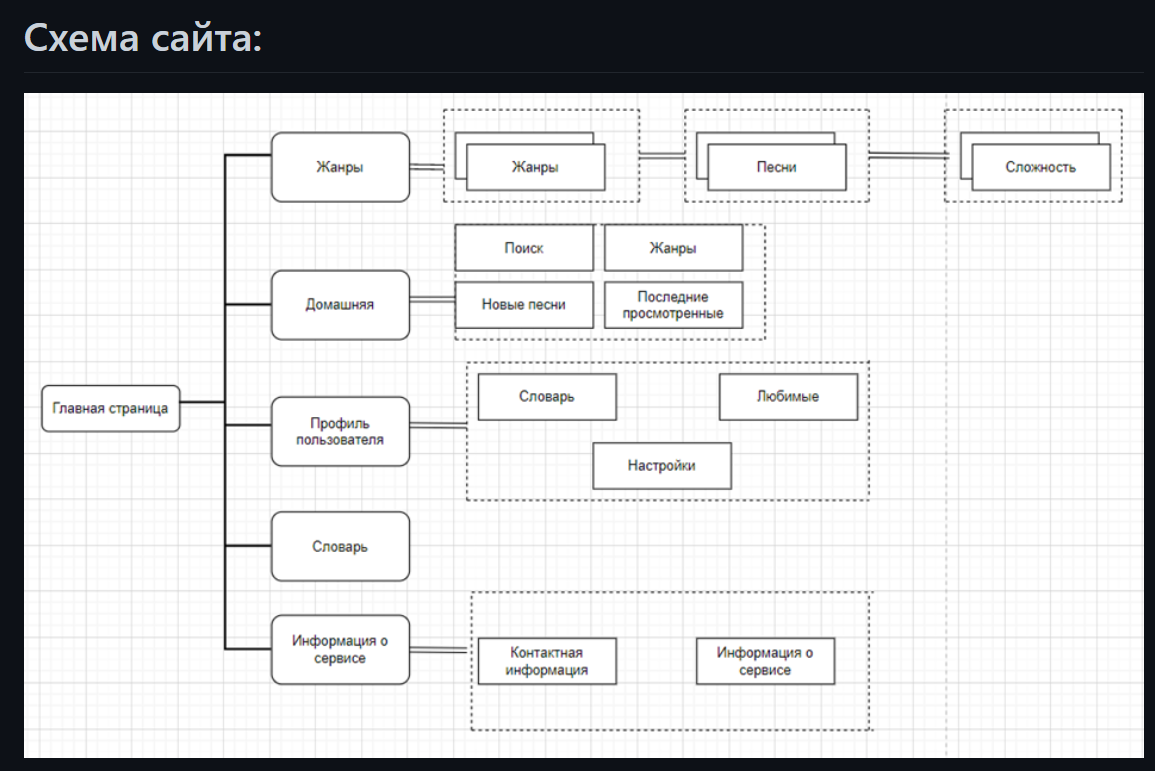 Схема сайта:
Жанры
Жанры
Песни
Сложность
Поиск
Жанры
Домашняя
Новые песни
Последние
просмотренные
Главная страница
Профиль
пользователя
Словарь
Любимые
Настройки
Словарь
Информация о
сервисе
Контактная
информация
Информация о
сервисе